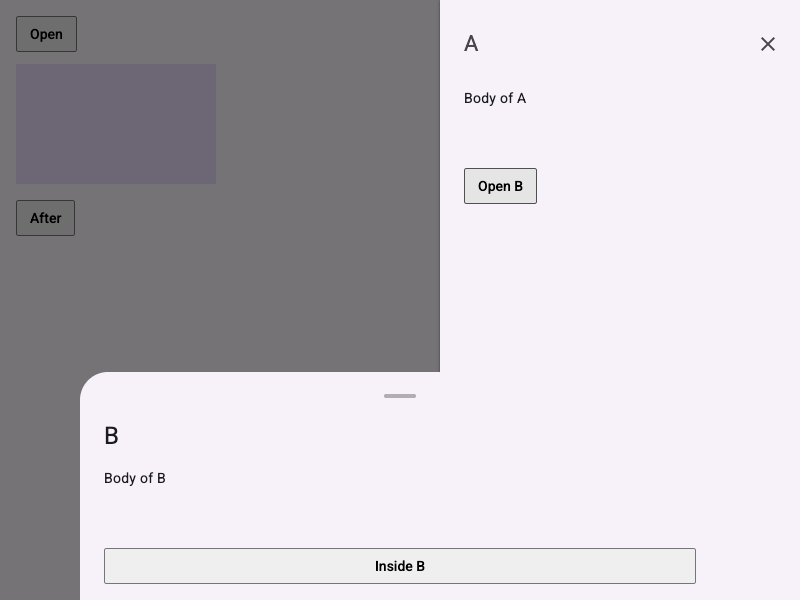 Open
After
A
Body of A
Open B
B
Body of B
Inside B